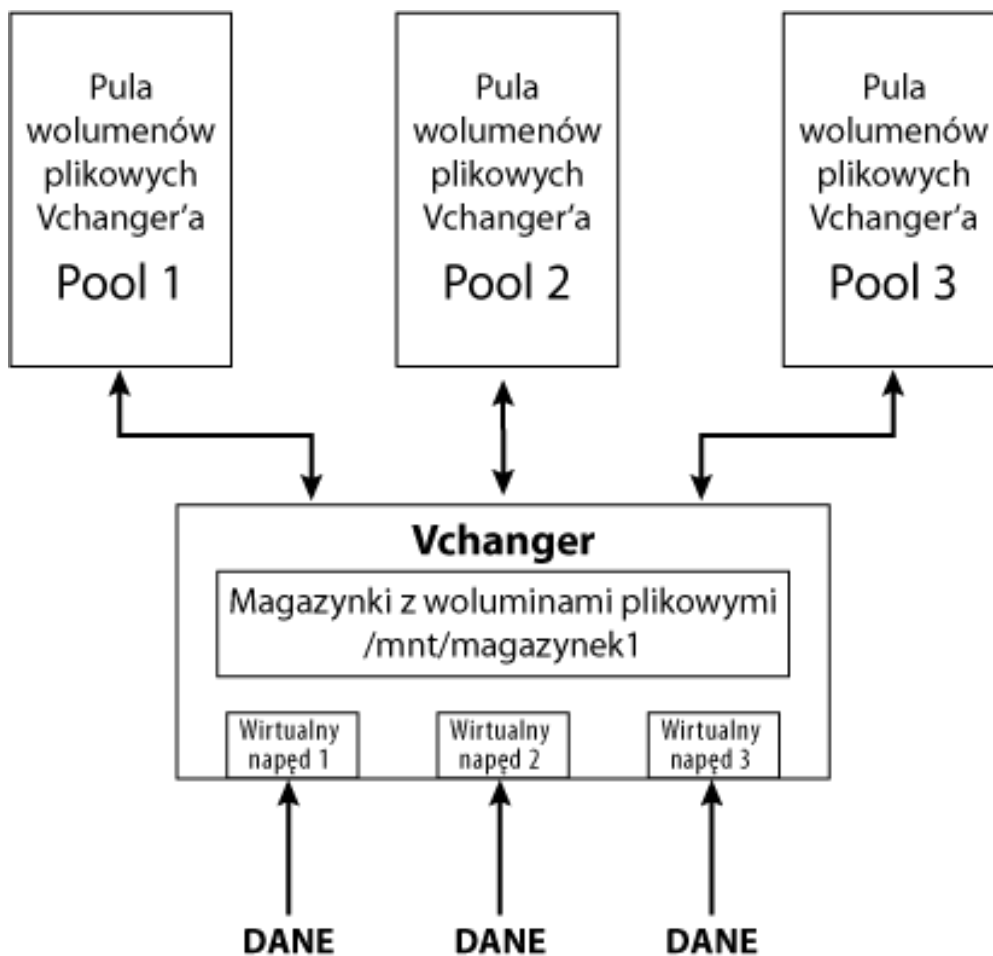 Pula
wolumenów
plikowych
Vchanger'a
Pool 1
Pula
wolumenów
plikowych
Vchanger'a
Pool 2
Pula
wolumenów
plikowych
Vchanger'a
Pool 3
Vchanger
Magazynki z woluminami plikowymi
/mnt/magazynek1
Wirtualny
napęd 1
Wirtualny
napęd 2
Wirtualny
napęd 3
DANE
DANE
DANE